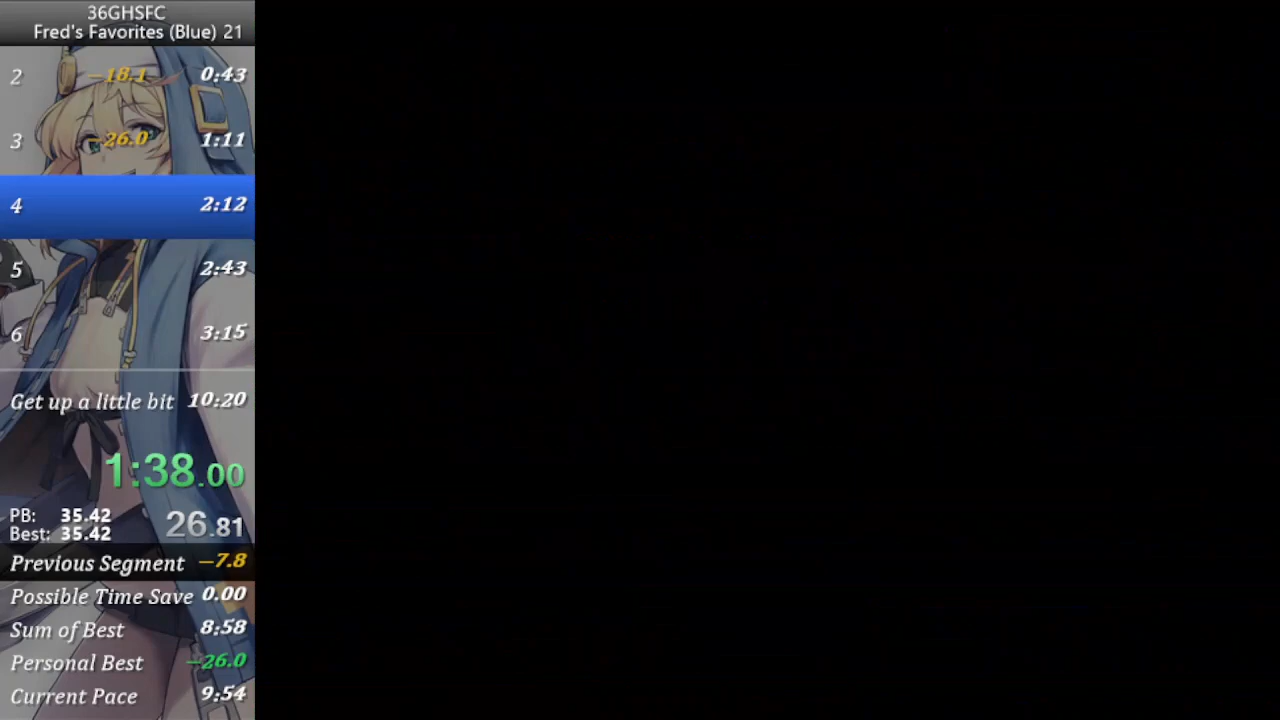 36GHSFC
Fred's Favorites (Blue) 21
2 −18.1 0:43
3 −26.0 1:11
4 2:12
5 2:43
6 3:15
Get up a little bit 10:20
1:38.00
PB: 35.42
Best: 35.42
26.81
Previous Segment −7.8
Possible Time Save 0.00
Sum of Best 8:58
Personal Best −26.0
Current Pace 9:54